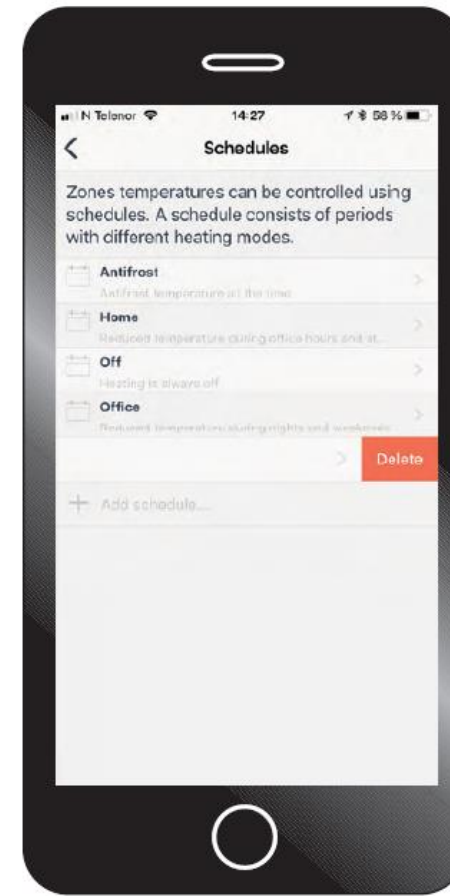 N Telenor 14:27 58 %
Schedules
Zones temperatures can be controlled using
schedules. A schedule consists of periods
with different heating modes.
Antifrost
Antifrost temperature all the time
Home
Reduced temperature during office hours and at...
Off
Heating is always off
Office
Reduced temperature during nights and weekends
Delete
+ Add schedule...